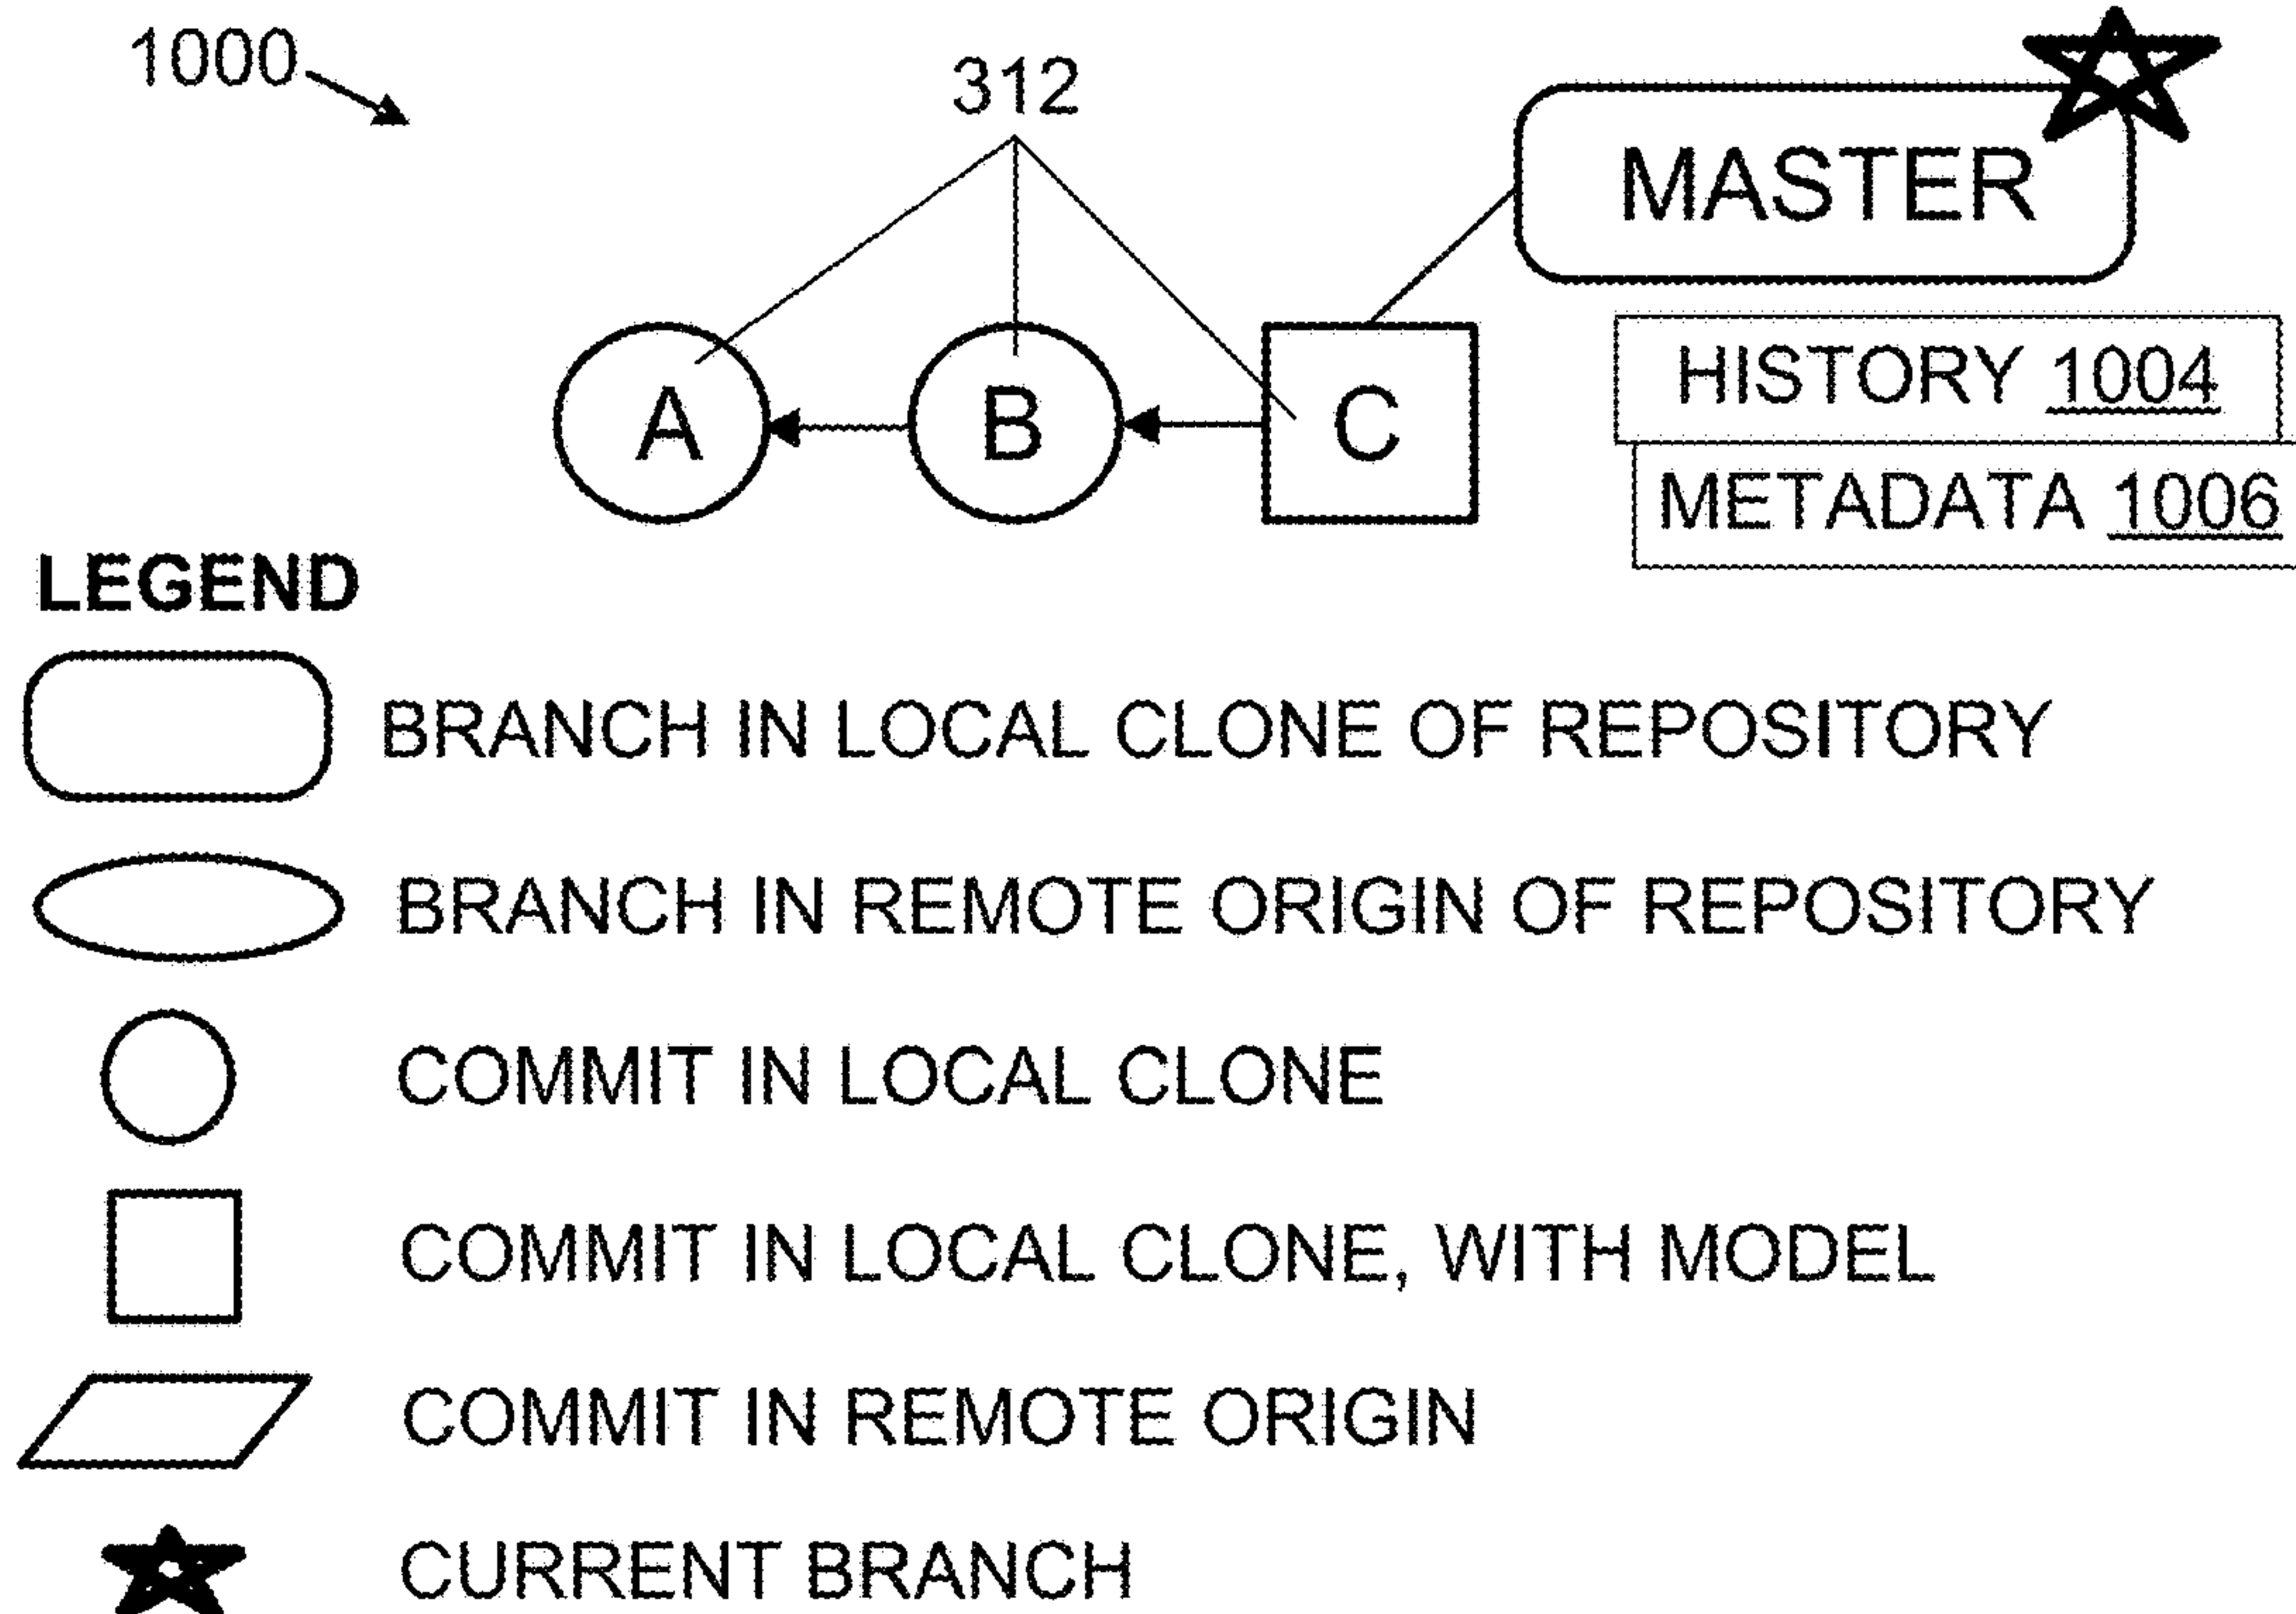 1000
312
MASTER
A
B
C
HISTORY 1004
METADATA 1006
LEGEND
BRANCH IN LOCAL CLONE OF REPOSITORY
BRANCH IN REMOTE ORIGIN OF REPOSITORY
COMMIT IN LOCAL CLONE
COMMIT IN LOCAL CLONE, WITH MODEL
COMMIT IN REMOTE ORIGIN
CURRENT BRANCH